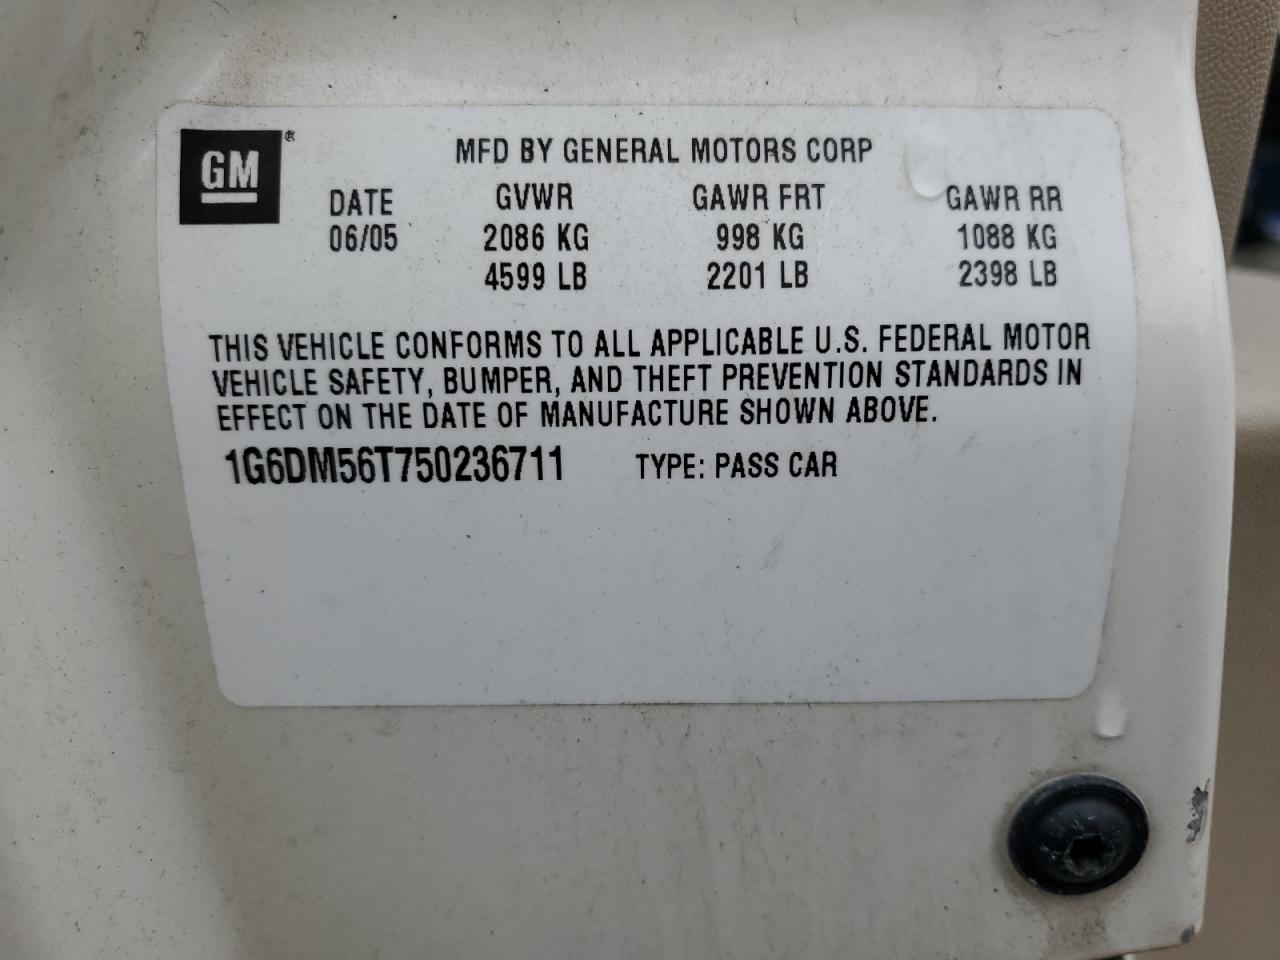 GM®
MFD BY GENERAL MOTORS CORP
DATE GVWR GAWR FRT GAWR RR
06/05 2086 KG 998 KG 1088 KG
4599 LB 2201 LB 2398 LB
THIS VEHICLE CONFORMS TO ALL APPLICABLE U.S. FEDERAL MOTOR
VEHICLE SAFETY, BUMPER, AND THEFT PREVENTION STANDARDS IN
EFFECT ON THE DATE OF MANUFACTURE SHOWN ABOVE.
1G6DM56T750236711 TYPE: PASS CAR